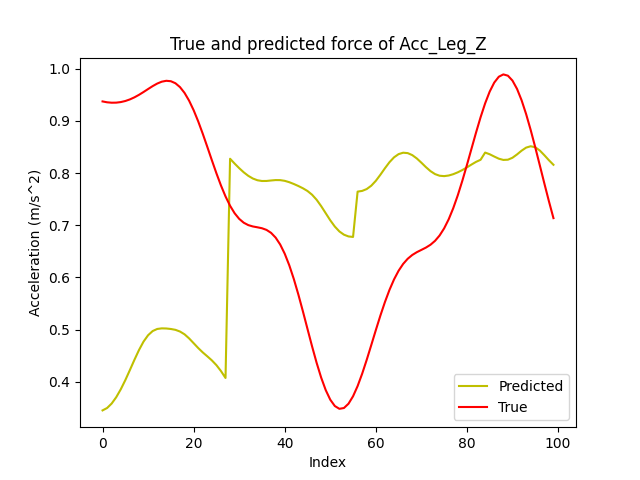 True and predicted force of Acc_Leg_Z
1.0
0.9
0.8
0.7
0.6
0.5
0.4
Acceleration (m/s^2)
0
20
40
60
80
100
Index
Predicted
True